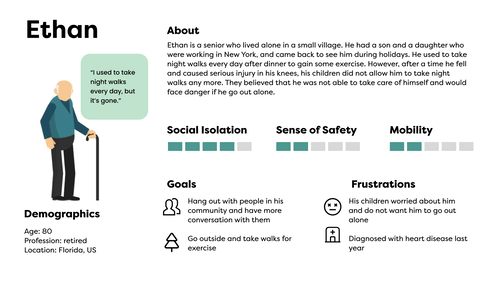 Ethan
"I used to take
night walks
every day, but
it's gone."
Demographics
Age: 80
Profession: retired
Location: Florida, US
About
Ethan is a senior who lived alone in a small village. He had a son and a daughter who
were working in New York, and came back to see him during holidays. He used to take
night walks every day after dinner to gain some exercise. However, after a time he fell
and caused serious injury in his knees, his children did not allow him to take night
walks any more. They believed that he was not able to take care of himself and would
face danger if he go out alone.
Social Isolation
Sense of Safety
Mobility
Goals
Hang out with people in his
community and have more
conversation with them
Go outside and take walks for
exercise
Frustrations
His children worried about him
and do not want him to go out
alone
Diagnosed with heart disease last
year